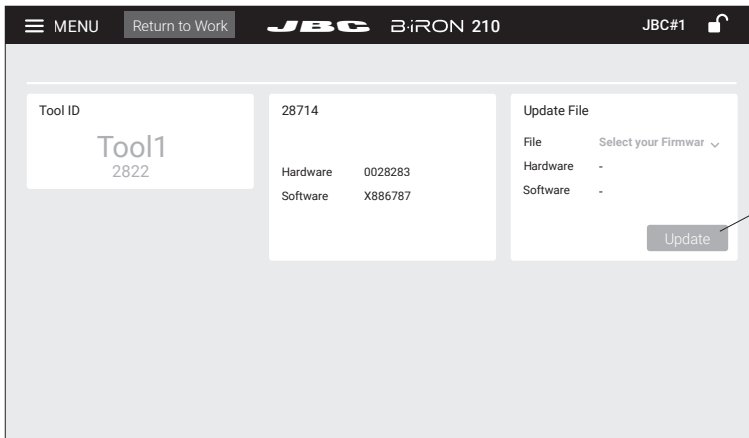 MENU Return to Work JBC B·iRON 210 JBC#1
Tool ID
Tool1
2822
28714
Hardware 0028283
Software X886787
Update File
File Select your Firmwar
Hardware -
Software -
Update